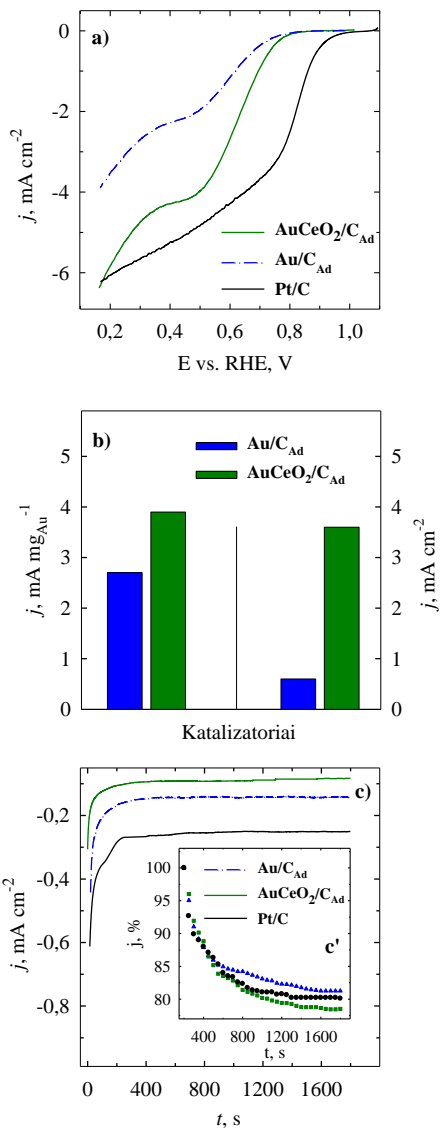 a)
0
-2
-4
-6
j, mA cm-2
AuCeO2/CAd
Au/CAd
Pt/C
0,2 0,4 0,6 0,8 1,0
E vs. RHE, V
b)
Au/CAd
AuCeO2/CAd
5 5
4 4
3 3
2 2
1 1
0 0
j, mA mgAu-1
j, mA cm-2
Katalizatoriai
c)
-0,2
-0,4
-0,6
-0,8
j, mA cm-2
100
95
90
85
80
j, %
Au/CAd
AuCeO2/CAd
Pt/C
c'
400 800 1200 1600
t, s
0 400 800 1200 1600
t, s